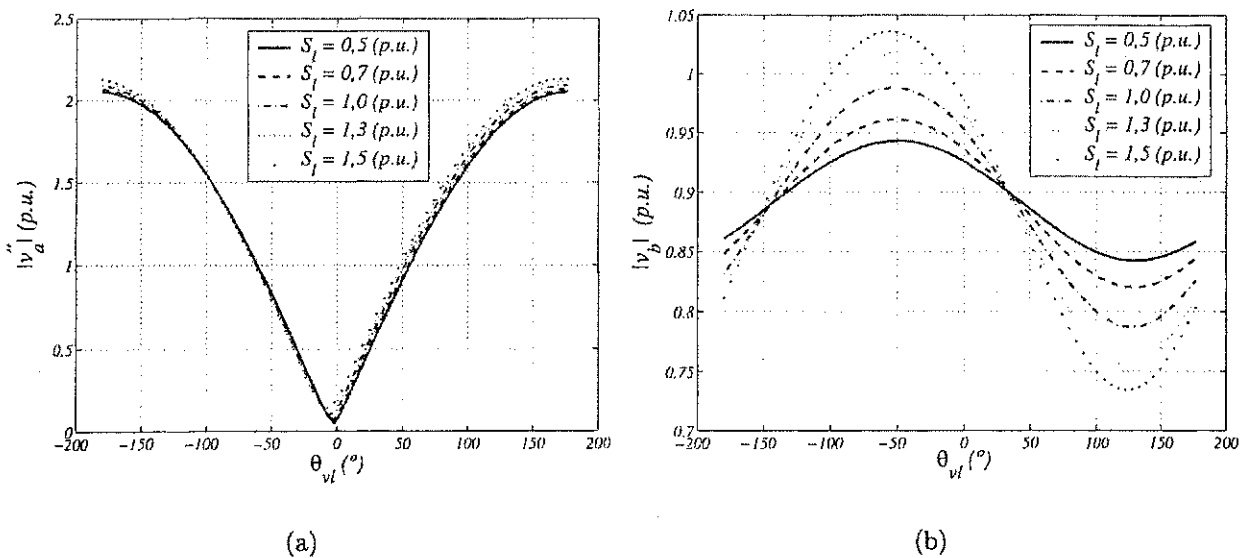 2.5
2
1.5
1
0.5
0
|v''_a| (p.u.)
S_l = 0,5 (p.u.)
S_l = 0,7 (p.u.)
S_l = 1,0 (p.u.)
S_l = 1,3 (p.u.)
S_l = 1,5 (p.u.)
−200 −150 −100 −50 0 50 100 150 200
θ_vl (°)
(a)
1.05
1
0.95
0.9
0.85
0.8
0.75
0.7
|v_b| (p.u.)
S_l = 0,5 (p.u.)
S_l = 0,7 (p.u.)
S_l = 1,0 (p.u.)
S_l = 1,3 (p.u.)
S_l = 1,5 (p.u.)
−200 −150 −100 −50 0 50 100 150 200
θ_vl (°)
(b)